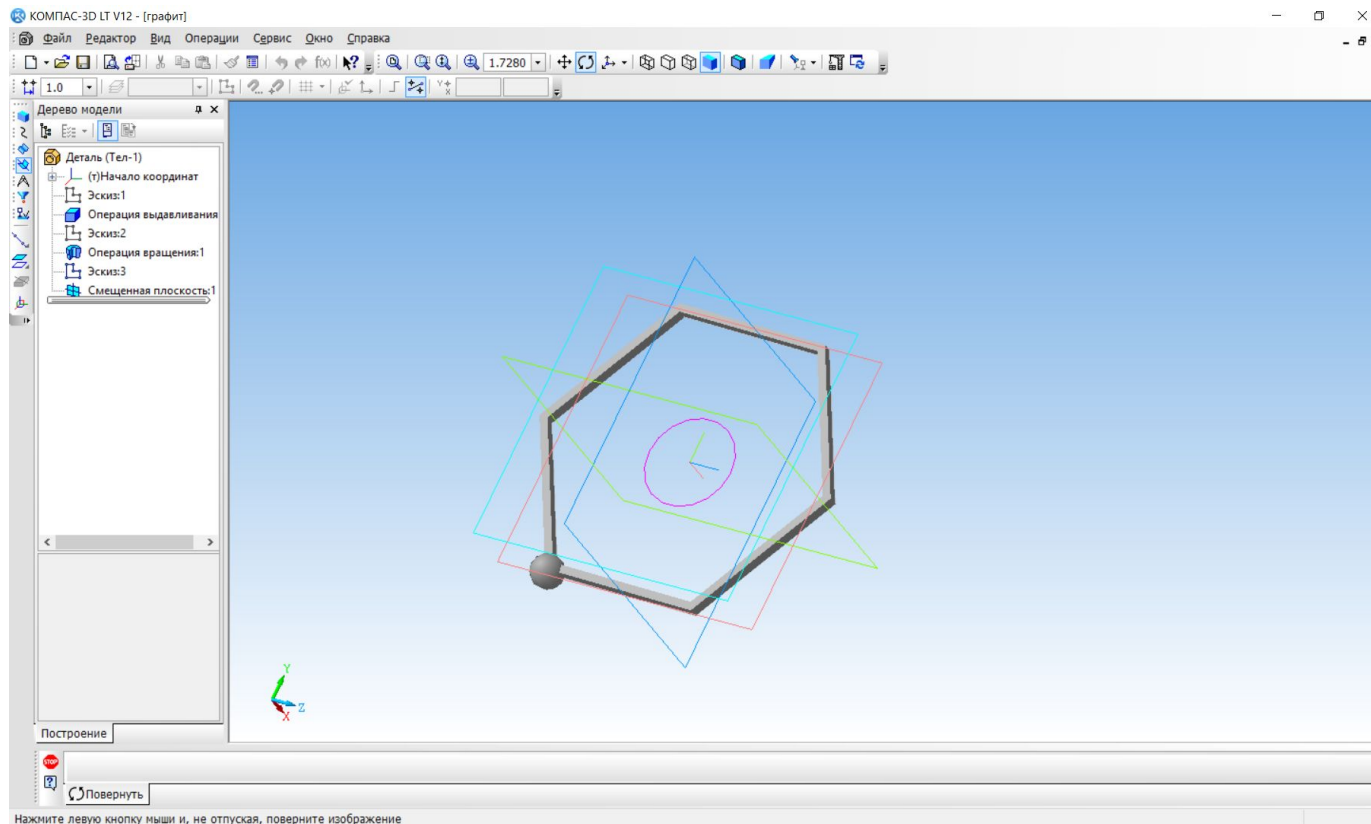 КОМПАС-3D LT V12 - [графит]
Файл Редактор Вид Операции Сервис Окно Справка
1.7280
1.0
Дерево модели
Деталь (Тел-1)
(т)Начало координат
Эскиз:1
Операция выдавливания
Эскиз:2
Операция вращения:1
Эскиз:3
Смещенная плоскость:1
Y
Z
X
Построение
STOP
Повернуть
Нажмите левую кнопку мыши и, не отпуская, поверните изображение